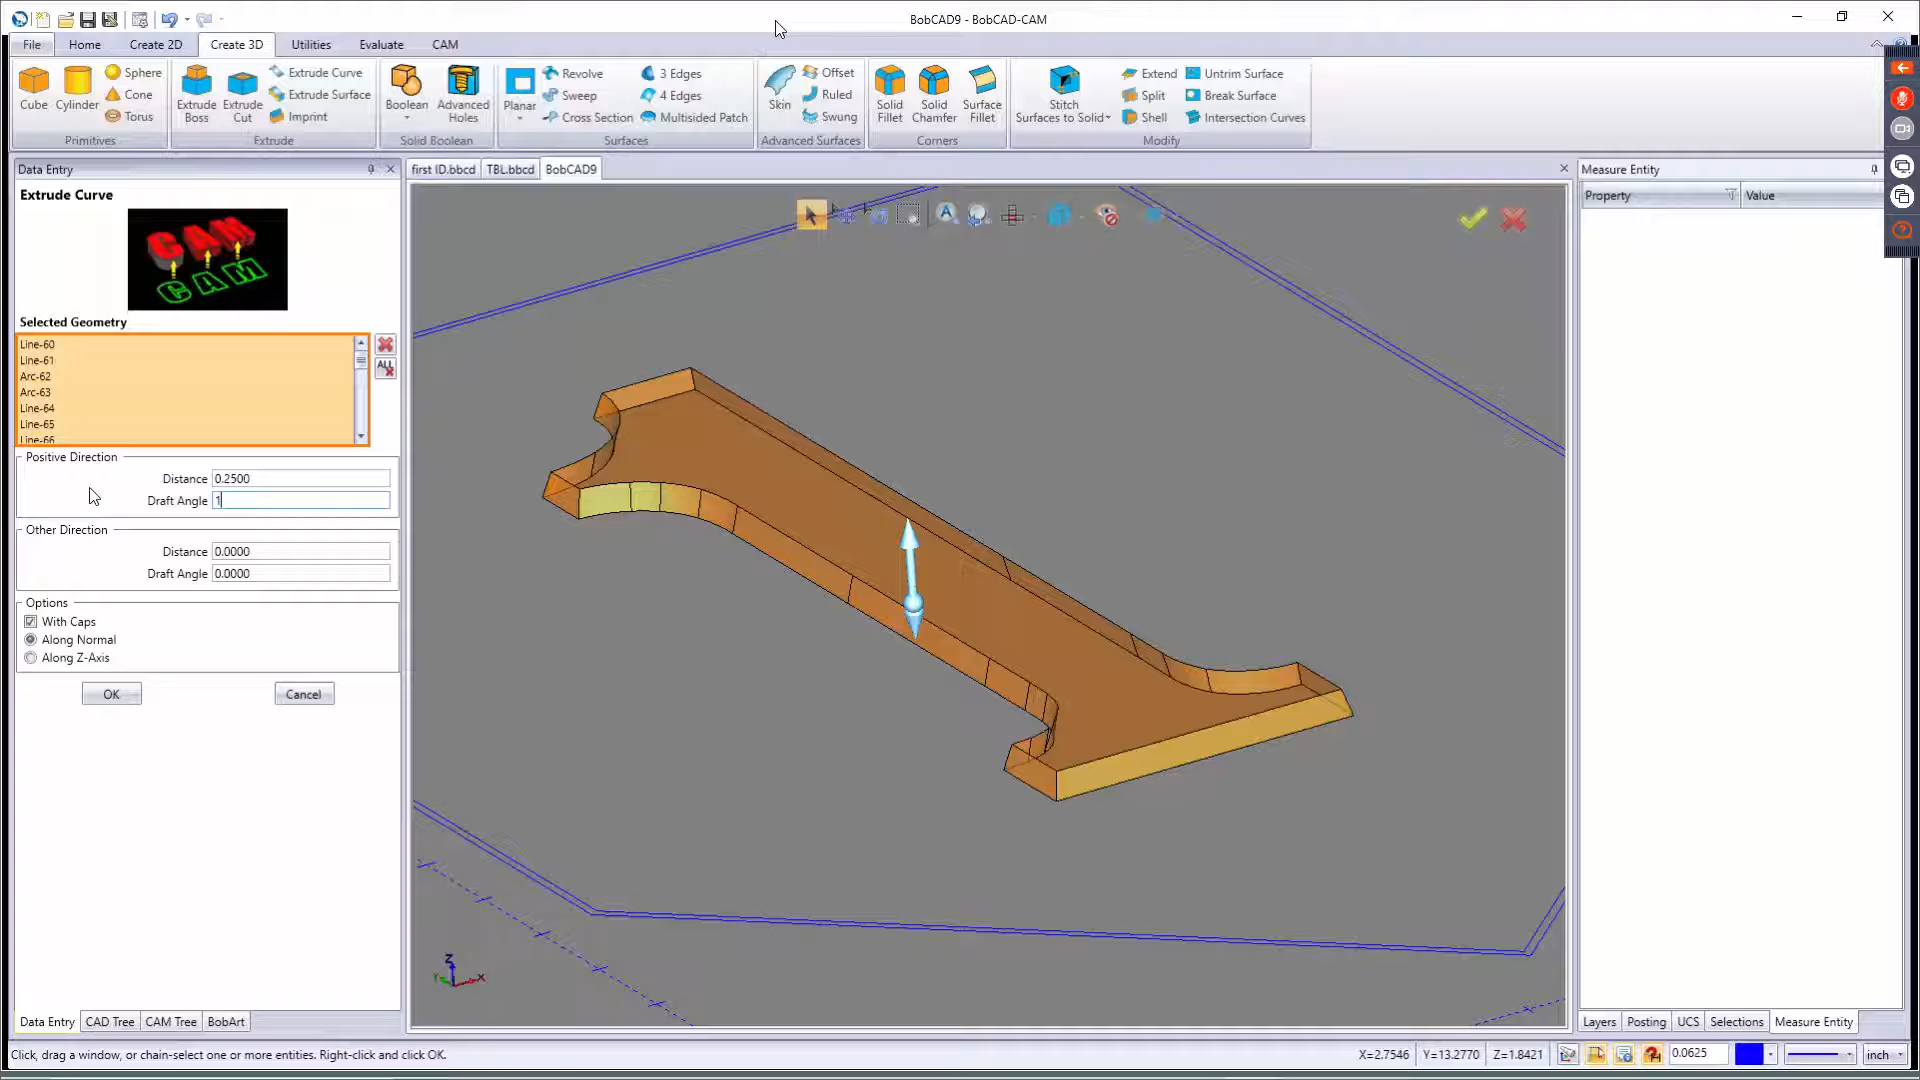 BobCAD9 - BobCAD-CAM
File Home Create 2D Create 3D Utilities Evaluate CAM
Cube Cylinder Sphere Cone Torus
Primitives
Extrude Boss Extrude Cut Extrude Curve Extrude Surface Imprint
Extrude
Boolean Advanced Holes
Solid Boolean
Planar Revolve Sweep Cross Section 3 Edges 4 Edges Multisided Patch
Surfaces
Skin Offset Ruled Swung
Advanced Surfaces
Solid Fillet Solid Chamfer Surface Fillet
Corners
Stitch Surfaces to Solid Extend Split Shell Untrim Surface Break Surface Intersection Curves
Modify
Data Entry
first ID.bbcd TBL.bbcd BobCAD9
Measure Entity
Property Value
Extrude Curve
CAM
CAM
Selected Geometry
Line-60
Line-61
Arc-62
Arc-63
Line-64
Line-65
Line-66
ALL
Positive Direction
Distance 0.2500
Draft Angle 1
Other Direction
Distance 0.0000
Draft Angle 0.0000
Options
With Caps
Along Normal
Along Z-Axis
OK Cancel
Z
Y X
Data Entry CAD Tree CAM Tree BobArt
Layers Posting UCS Selections Measure Entity
Click, drag a window, or chain-select one or more entities. Right-click and click OK.
X=2.7546 Y=13.2770 Z=1.8421 0.0625 inch